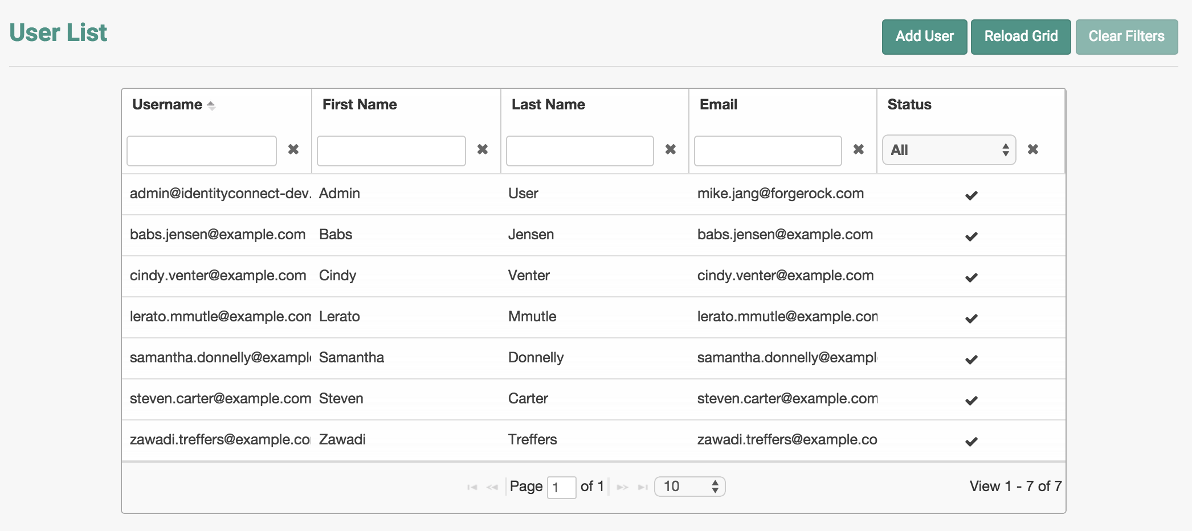 User List
Add User Reload Grid Clear Filters
Username First Name Last Name Email Status
All
admin@identityconnect-dev. Admin User mike.jang@forgerock.com
babs.jensen@example.com Babs Jensen babs.jensen@example.com
cindy.venter@example.com Cindy Venter cindy.venter@example.com
lerato.mmutle@example.con Lerato Mmutle lerato.mmutle@example.con
samantha.donnelly@exampl Samantha Donnelly samantha.donnelly@exampl
steven.carter@example.com Steven Carter steven.carter@example.com
zawadi.treffers@example.co Zawadi Treffers zawadi.treffers@example.co
Page 1 of 1 10 View 1 - 7 of 7